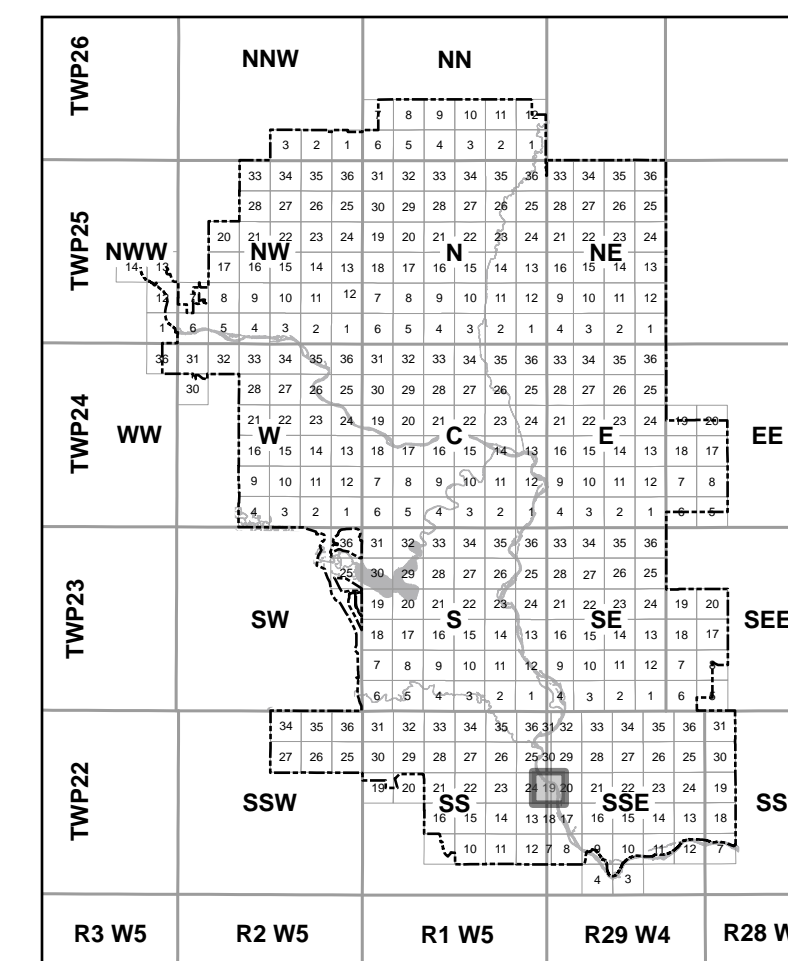 TWP26 NNW NN
7 8 9 10 11 12
3 2 1 6 5 4 3 2 1
33 34 35 36 31 32 33 34 35 36 33 34 35 36
28 27 26 25 30 29 28 27 26 25 28 27 26 25
20 21 22 23 24 19 20 21 22 23 24 21 22 23 24
TWP25 NWW NW N NE
14 13 17 16 15 14 13 18 17 16 15 14 13 16 15 14 13
12 7 8 9 10 11 12 7 8 9 10 11 12 9 10 11 12
1 6 5 4 3 2 1 6 5 4 3 2 1 4 3 2 1
36 31 32 33 34 35 36 31 32 33 34 35 36 33 34 35 36
30 28 27 26 25 30 29 28 27 26 25 28 27 26 25
21 22 23 24 19 20 21 22 23 24 21 22 23 24 19 20
TWP24 WW W C E EE
16 15 14 13 18 17 16 15 14 13 16 15 14 13 18 17
9 10 11 12 7 8 9 10 11 12 9 10 11 12 7 8
4 3 2 1 6 5 4 3 2 1 4 3 2 1 6 5
36 31 32 33 34 35 36 33 34 35 36
25 30 29 28 27 26 25 28 27 26 25
19 20 21 22 23 24 21 22 23 24 19 20
TWP23 SW S SE SEE
18 17 16 15 14 13 16 15 14 13 18 17
7 8 9 10 11 12 9 10 11 12 7 8
6 5 4 3 2 1 4 3 2 1 6 5
34 35 36 31 32 33 34 35 36 31 32 33 34 35 36 31
27 26 25 30 29 28 27 26 25 30 29 28 27 26 25 30
19 20 21 22 23 24 19 20 21 22 23 24 19
TWP22 SSW SS SSE SS
16 15 14 13 18 17 16 15 14 13 18
10 11 12 7 8 9 10 11 12 7
4 3
R3 W5 R2 W5 R1 W5 R29 W4 R28 W